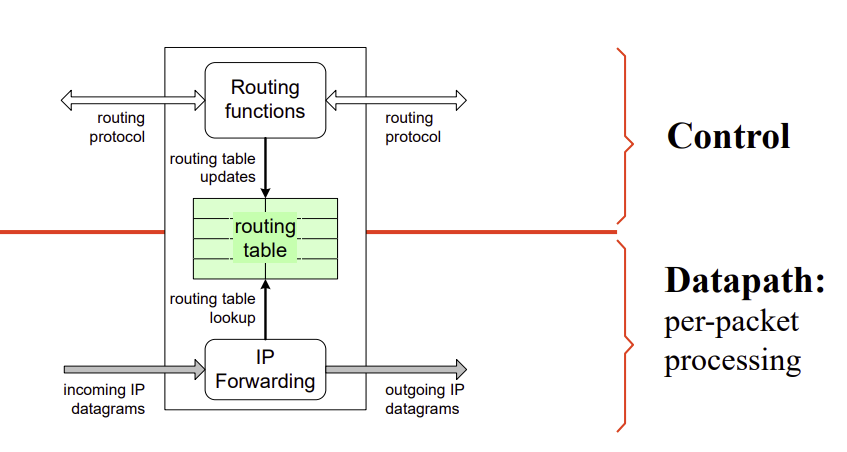 Routing
functions
routing
protocol
routing
protocol
Control
routing table
updates
routing
table
Datapath:
per-packet
processing
routing table
lookup
IP
Forwarding
incoming IP
datagrams
outgoing IP
datagrams